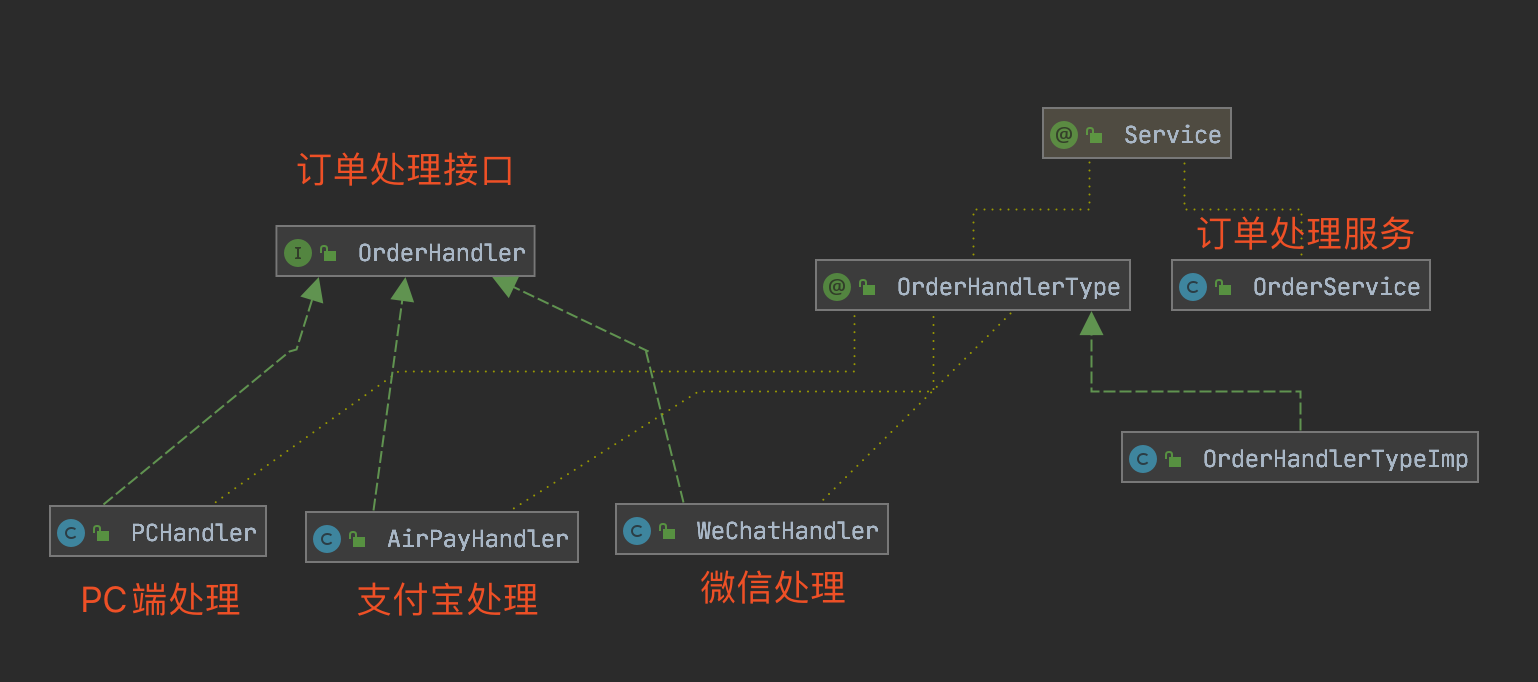 Service
订单处理接口
订单处理服务
I OrderHandler
@ OrderHandlerType
C OrderService
C OrderHandlerTypeImp
C PCHandler
C AirPayHandler
C WeChatHandler
PC端处理
支付宝处理
微信处理